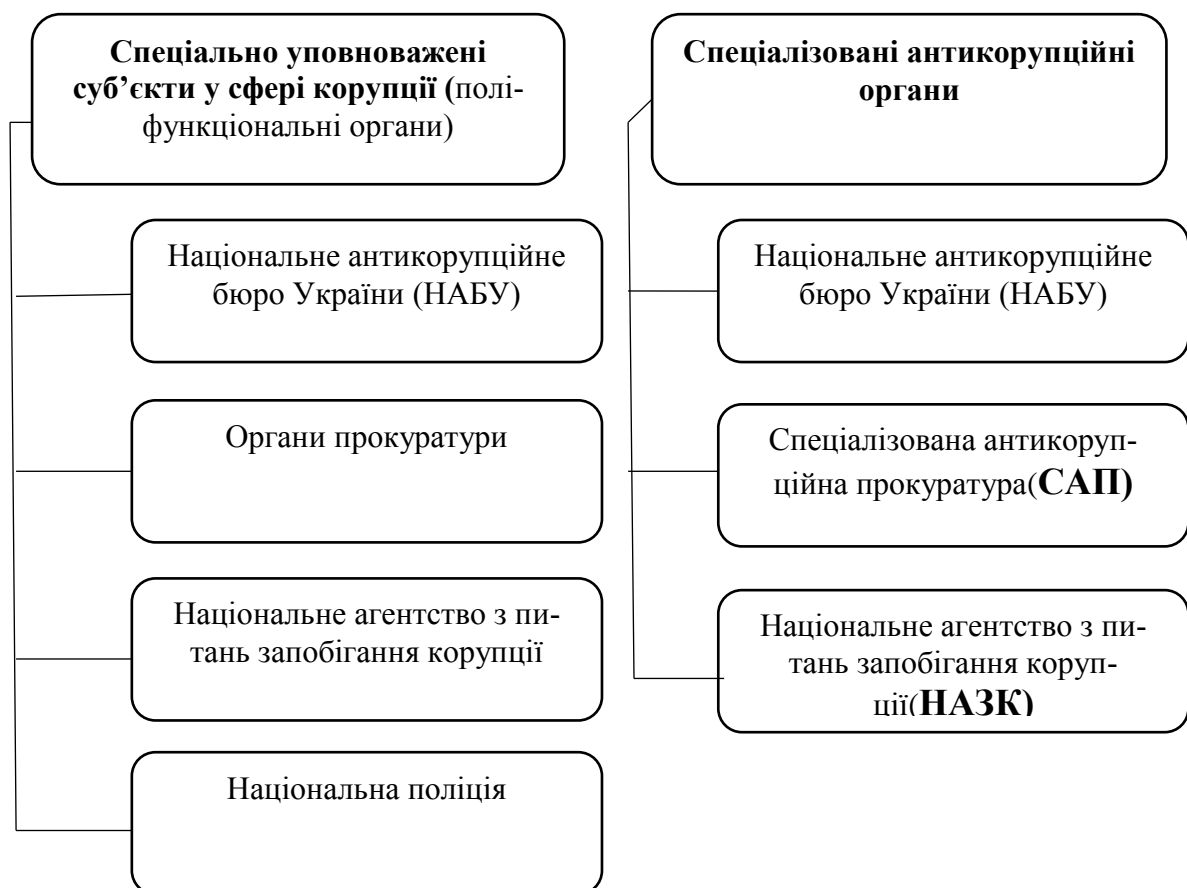 Спеціально уповноважені
суб’єкти у сфері корупції (полі-
функціональні органи)
Національне антикорупційне
бюро України (НАБУ)
Органи прокуратури
Національне агентство з пи-
тань запобігання корупції
Національна поліція
Спеціалізовані антикорупційні
органи
Національне антикорупційне
бюро України (НАБУ)
Спеціалізована антикоруп-
ційна прокуратура(САП)
Національне агентство з пи-
тань запобігання коруп-
ції(НАЗК)